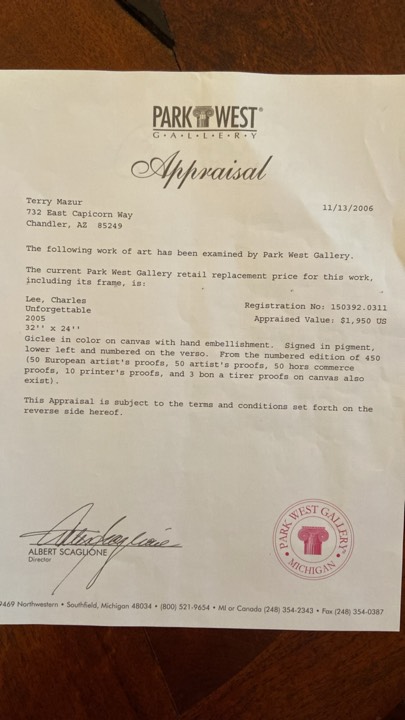 PARK WEST®
G·A·L·L·E·R·Y
Appraisal
Terry Mazur
732 East Capicorn Way
Chandler, AZ 85249
11/13/2006
The following work of art has been examined by Park West Gallery.
The current Park West Gallery retail replacement price for this work,
including its frame, is:
Lee, Charles
Unforgettable
2005
32'' x 24''
Registration No: 150392.0311
Appraised Value: $1,950 US
Giclee in color on canvas with hand embellishment. Signed in pigment,
lower left and numbered on the verso. From the numbered edition of 450
(50 European artist's proofs, 50 artist's proofs, 50 hors commerce
proofs, 10 printer's proofs, and 3 bon a tirer proofs on canvas also
exist).
This Appraisal is subject to the terms and conditions set forth on the
reverse side hereof.
ALBERT SCAGLIONE
Director
PARK WEST GALLERY
• MICHIGAN •
9469 Northwestern • Southfield, Michigan 48034 • (800) 521-9654 • MI or Canada (248) 354-2343 • Fax (248) 354-0387